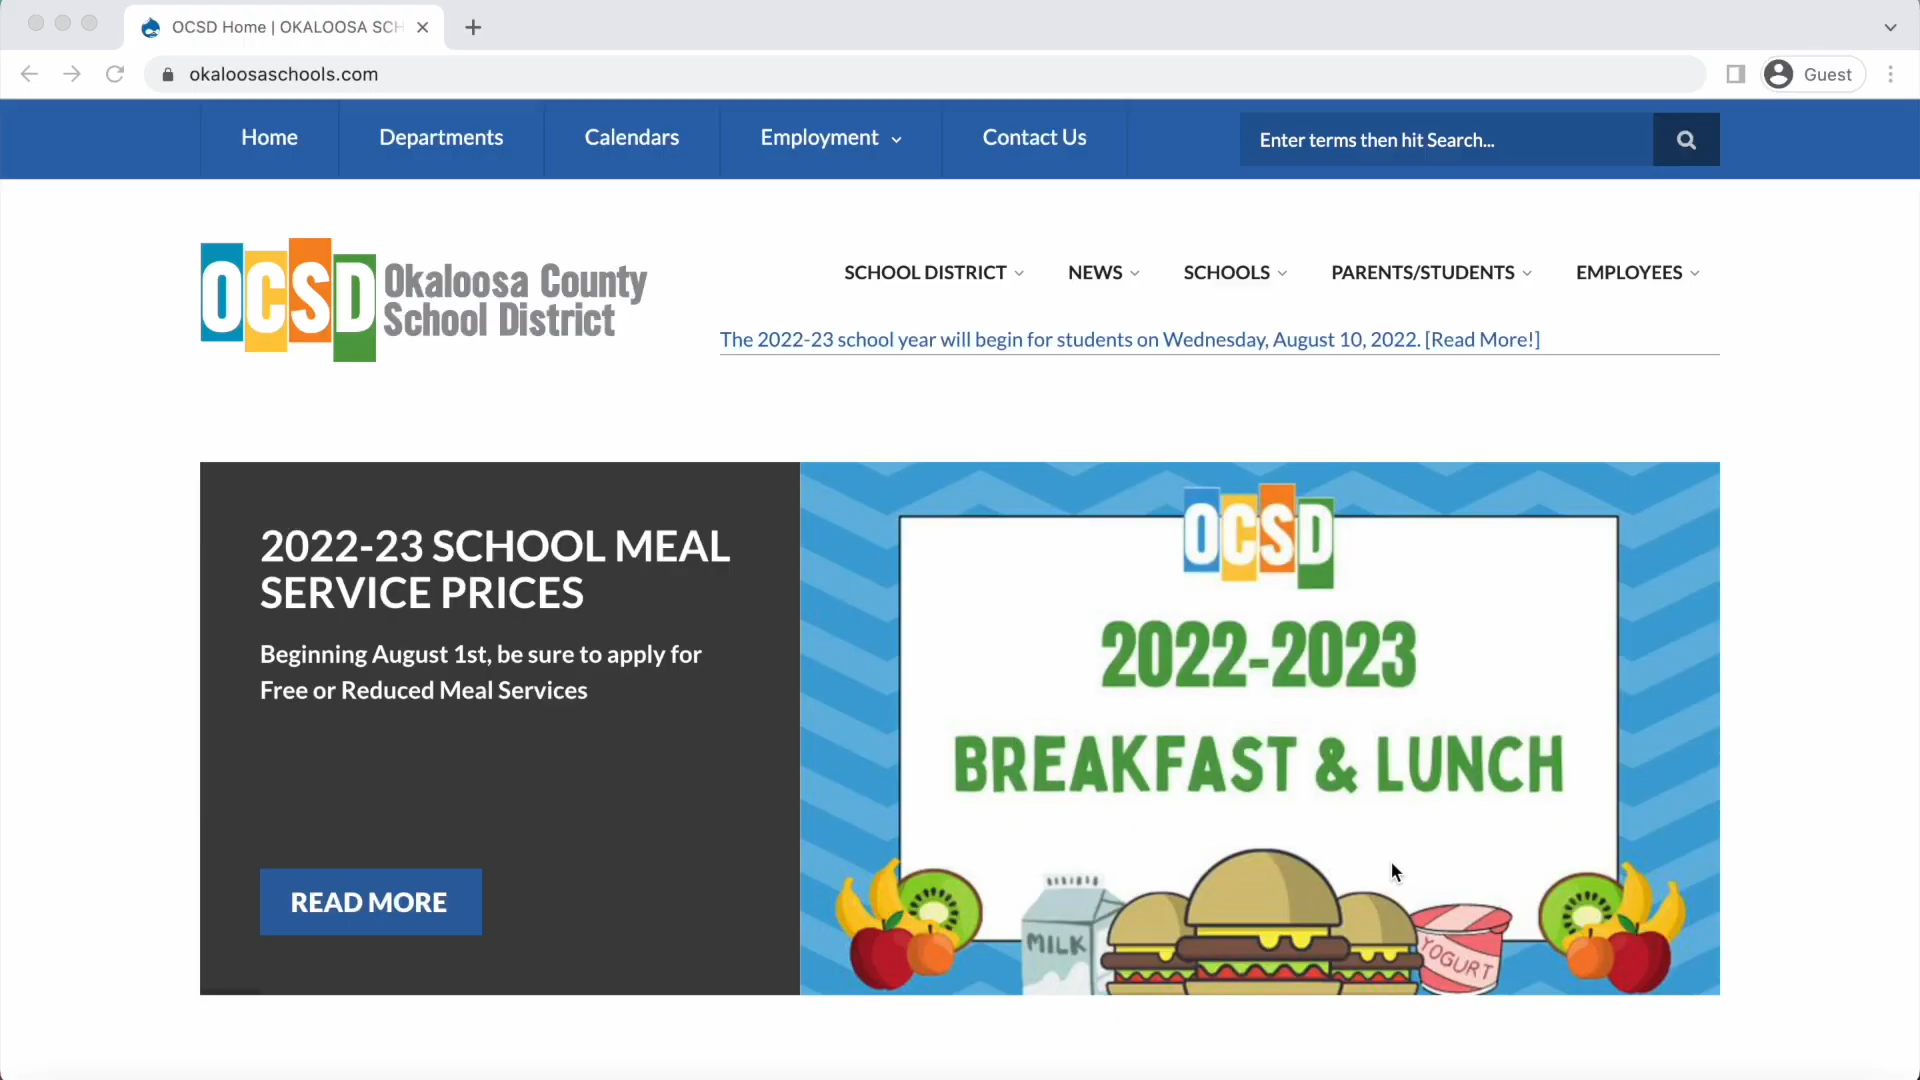 OCSD Home | OKALOOSA SCH
okaloosaschools.com
Guest
Home
Departments
Calendars
Employment
Contact Us
Enter terms then hit Search...
OCSD Okaloosa County
School District
SCHOOL DISTRICT
NEWS
SCHOOLS
PARENTS/STUDENTS
EMPLOYEES
The 2022-23 school year will begin for students on Wednesday, August 10, 2022. [Read More!]
2022-23 SCHOOL MEAL
SERVICE PRICES
Beginning August 1st, be sure to apply for
Free or Reduced Meal Services
READ MORE
OCSD
2022-2023
BREAKFAST & LUNCH
MILK
YOGURT